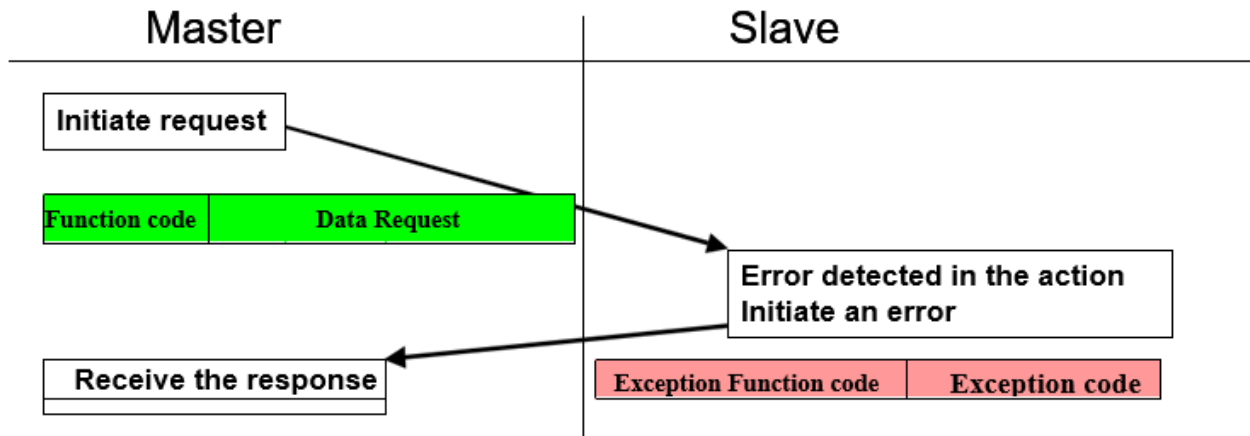 Master
Slave
Initiate request
Function code
Data Request
Error detected in the action
Initiate an error
Receive the response
Exception Function code
Exception code